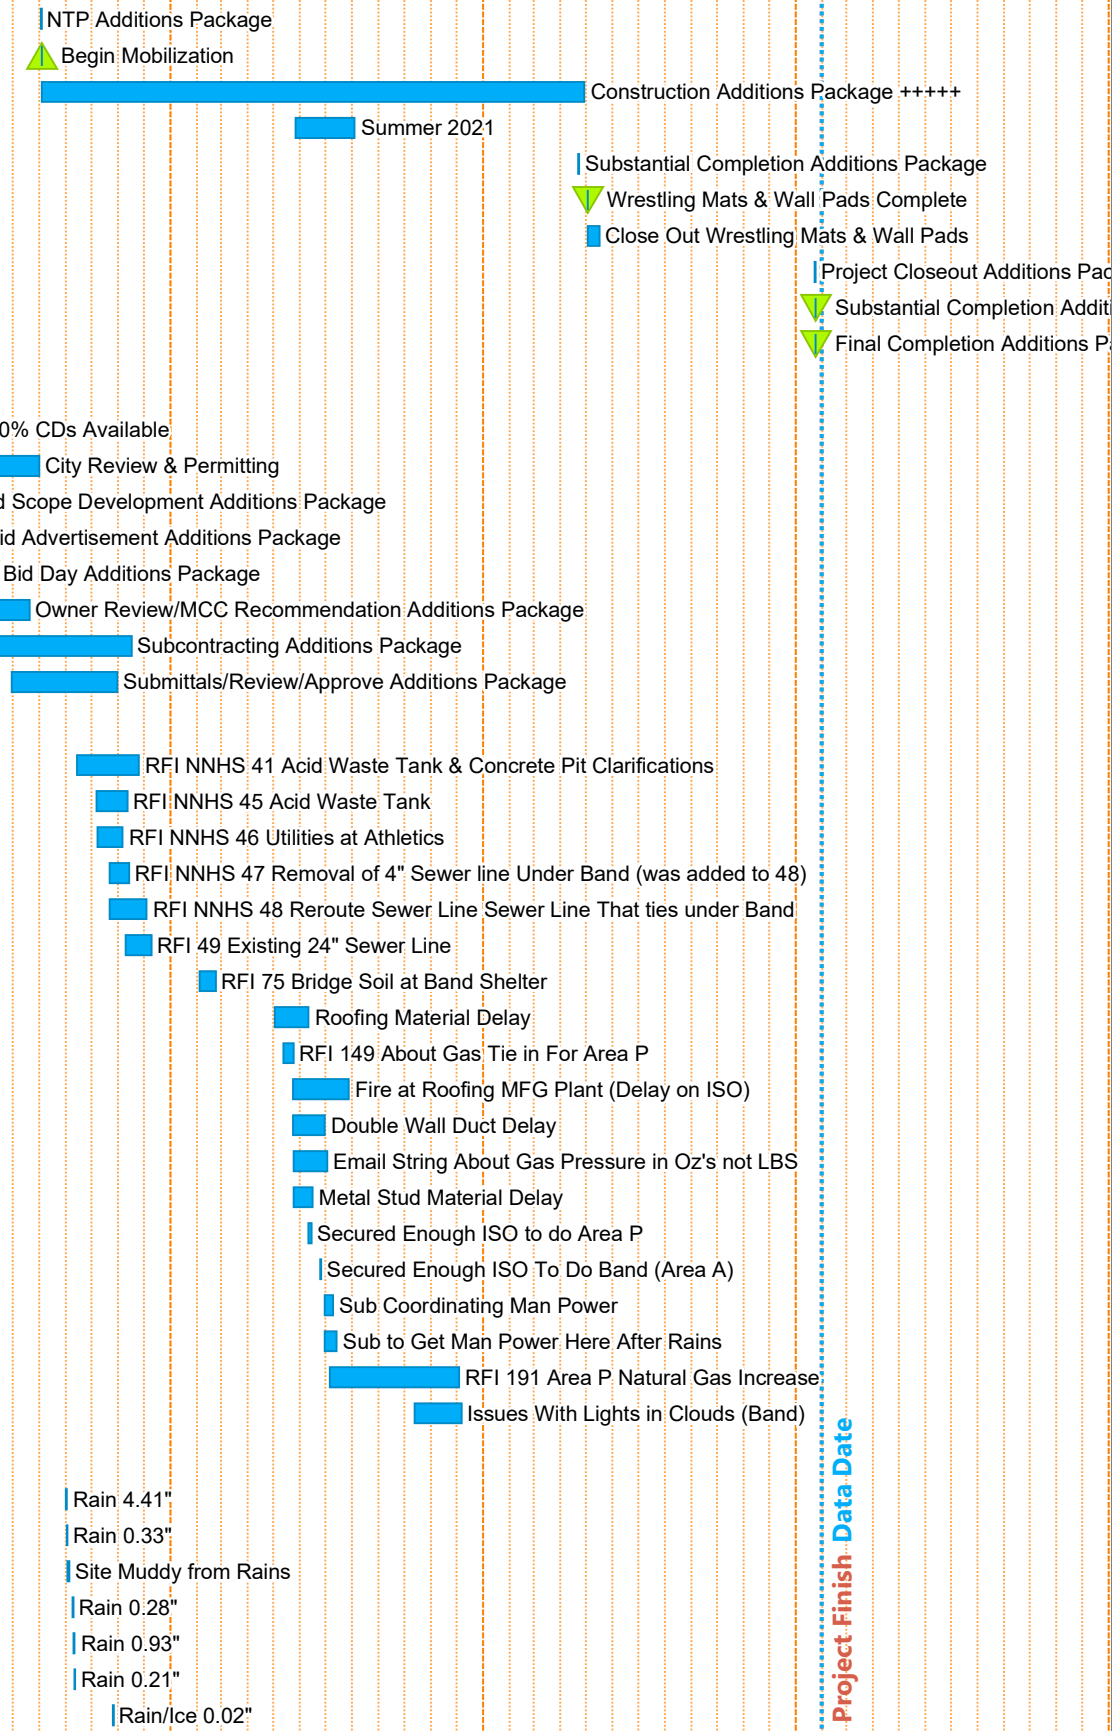 NTP Additions Package
Begin Mobilization
Construction Additions Package +++++
Summer 2021
Substantial Completion Additions Package
Wrestling Mats & Wall Pads Complete
Close Out Wrestling Mats & Wall Pads
Project Closeout Additions Pac
Substantial Completion Additi
Final Completion Additions Pa
0% CDs Available
City Review & Permitting
d Scope Development Additions Package
id Advertisement Additions Package
Bid Day Additions Package
Owner Review/MCC Recommendation Additions Package
Subcontracting Additions Package
Submittals/Review/Approve Additions Package
RFI NNHS 41 Acid Waste Tank & Concrete Pit Clarifications
RFI NNHS 45 Acid Waste Tank
RFI NNHS 46 Utilities at Athletics
RFI NNHS 47 Removal of 4" Sewer line Under Band (was added to 48)
RFI NNHS 48 Reroute Sewer Line Sewer Line That ties under Band
RFI 49 Existing 24" Sewer Line
RFI 75 Bridge Soil at Band Shelter
Roofing Material Delay
RFI 149 About Gas Tie in For Area P
Fire at Roofing MFG Plant (Delay on ISO)
Double Wall Duct Delay
Email String About Gas Pressure in Oz's not LBS
Metal Stud Material Delay
Secured Enough ISO to do Area P
Secured Enough ISO To Do Band (Area A)
Sub Coordinating Man Power
Sub to Get Man Power Here After Rains
RFI 191 Area P Natural Gas Increase
Issues With Lights in Clouds (Band)
Rain 4.41"
Rain 0.33"
Site Muddy from Rains
Rain 0.28"
Rain 0.93"
Rain 0.21"
Rain/Ice 0.02"
Project Finish Data Date